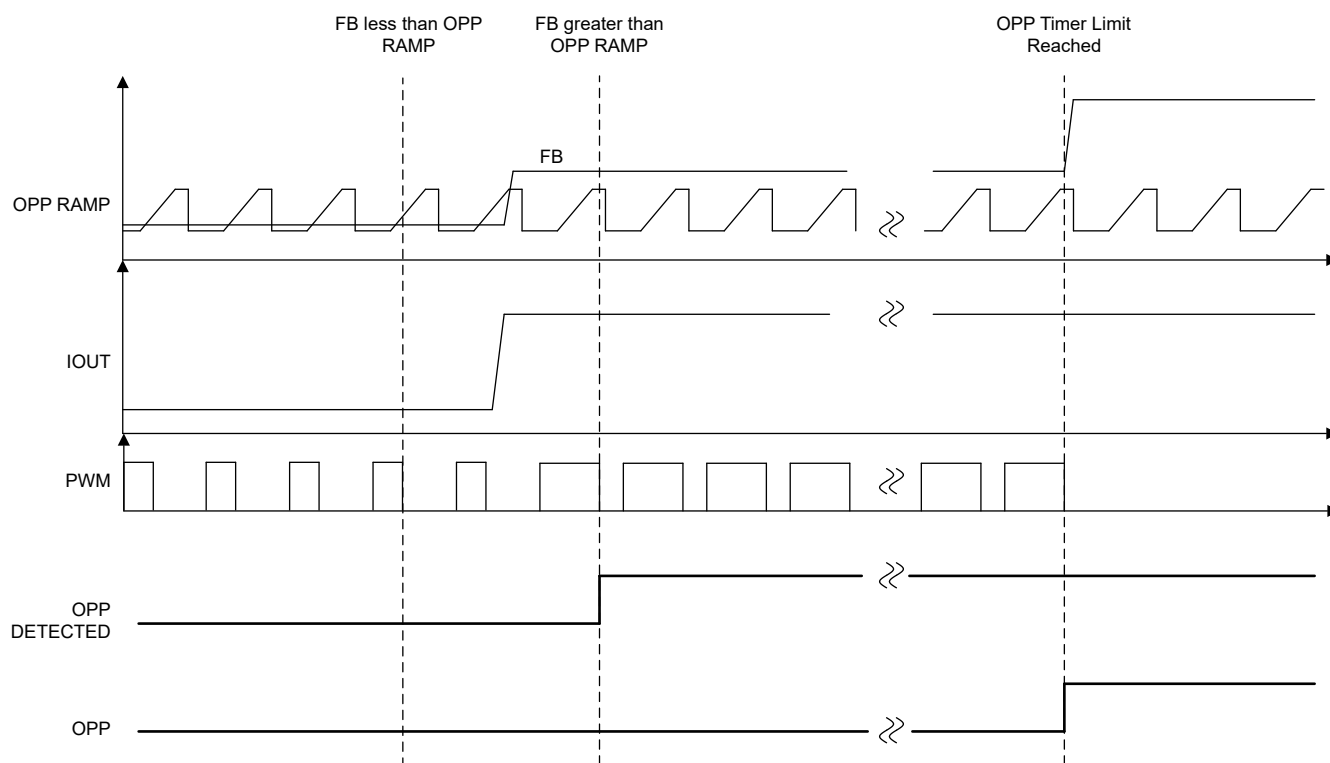 FB less than OPP
RAMP
FB greater than
OPP RAMP
OPP Timer Limit
Reached
FB
OPP RAMP
IOUT
PWM
OPP
DETECTED
OPP